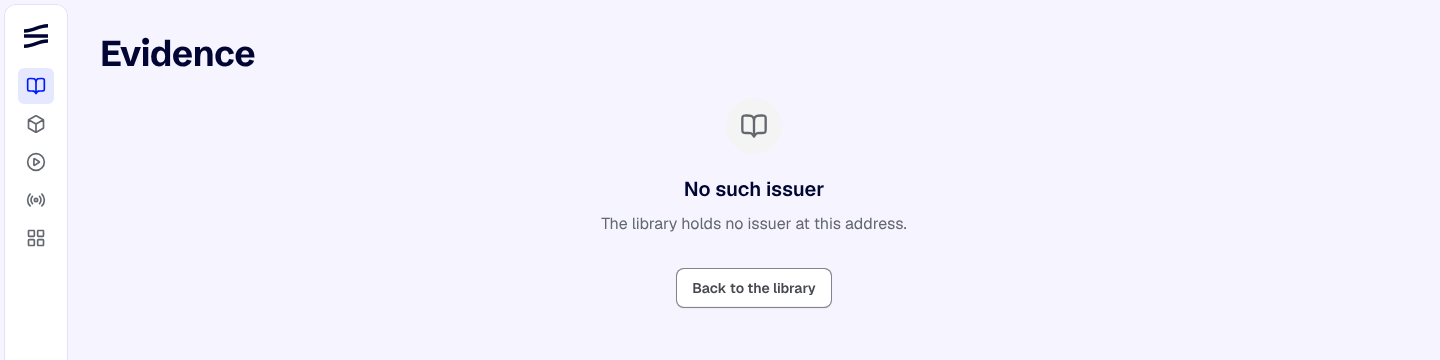 Evidence
No such issuer
The library holds no issuer at this address.
Back to the library